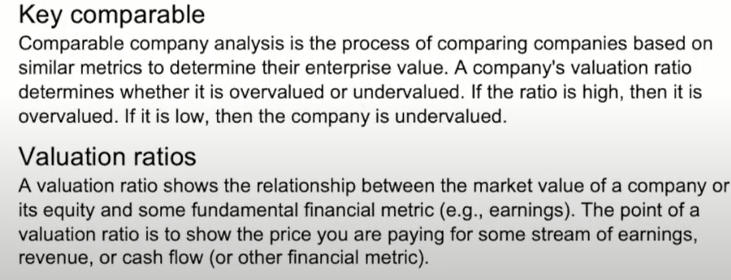 Key comparable
Comparable company analysis is the process of comparing companies based on
similar metrics to determine their enterprise value. A company's valuation ratio
determines whether it is overvalued or undervalued. If the ratio is high, then it is
overvalued. If it is low, then the company is undervalued.
Valuation ratios
A valuation ratio shows the relationship between the market value of a company or
its equity and some fundamental financial metric (e.g., earnings). The point of a
valuation ratio is to show the price you are paying for some stream of earnings,
revenue, or cash flow (or other financial metric).